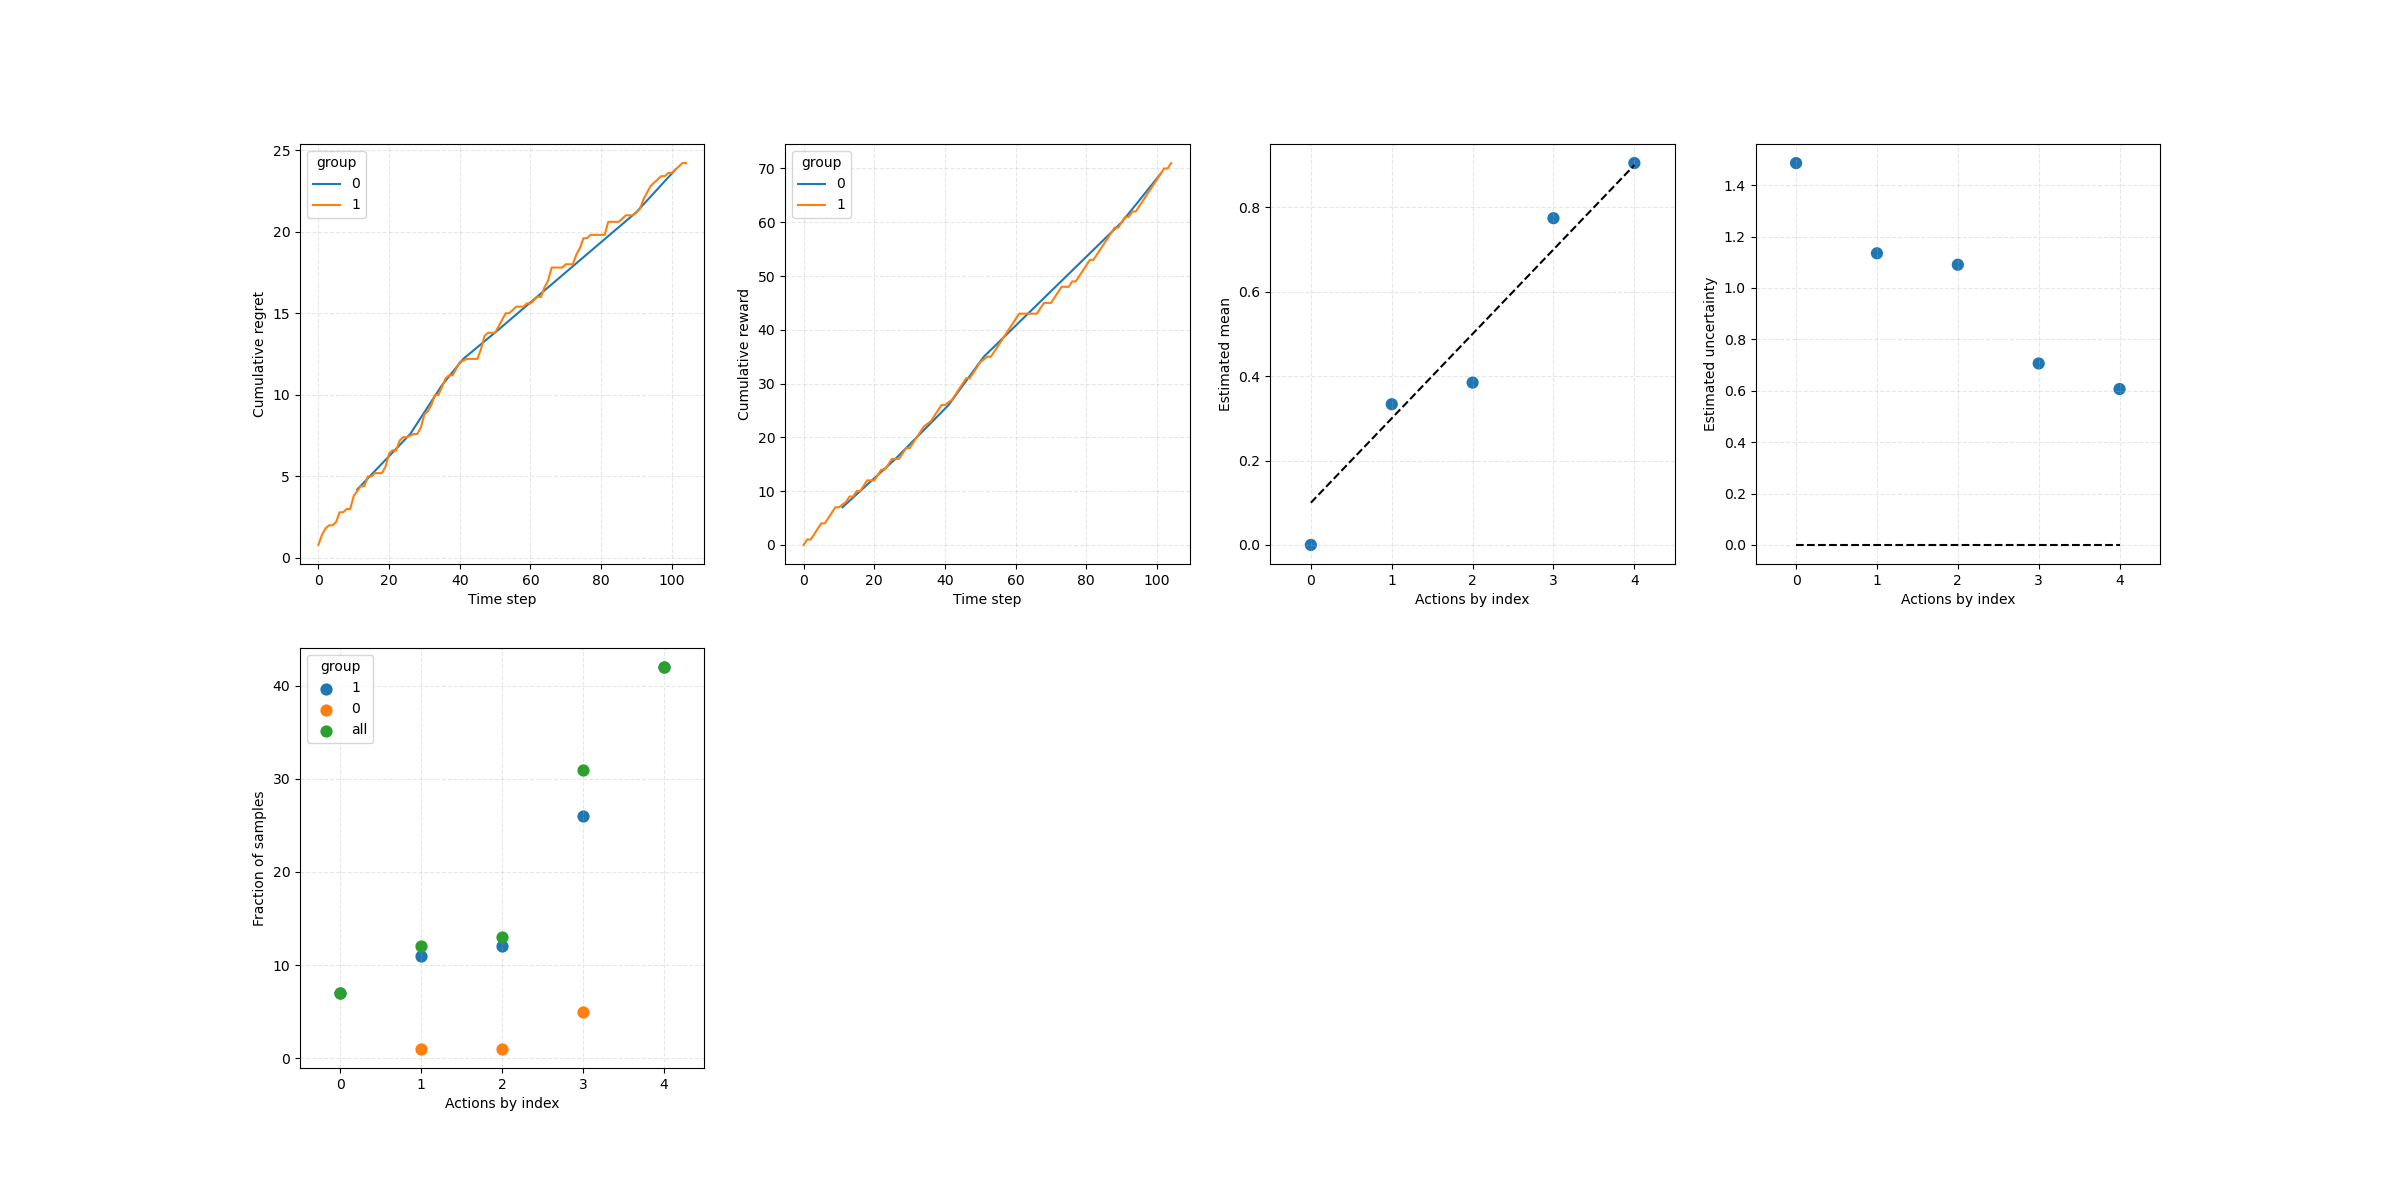 25
20
15
10
5
0
Cumulative regret
group
0
1
0 20 40 60 80 100
Time step
70
60
50
40
30
20
10
0
Cumulative reward
group
0
1
0 20 40 60 80 100
Time step
0.8
0.6
0.4
0.2
0.0
Estimated mean
0 1 2 3 4
Actions by index
1.4
1.2
1.0
0.8
0.6
0.4
0.2
0.0
Estimated uncertainty
0 1 2 3 4
Actions by index
40
30
20
10
0
Fraction of samples
group
1
0
all
0 1 2 3 4
Actions by index